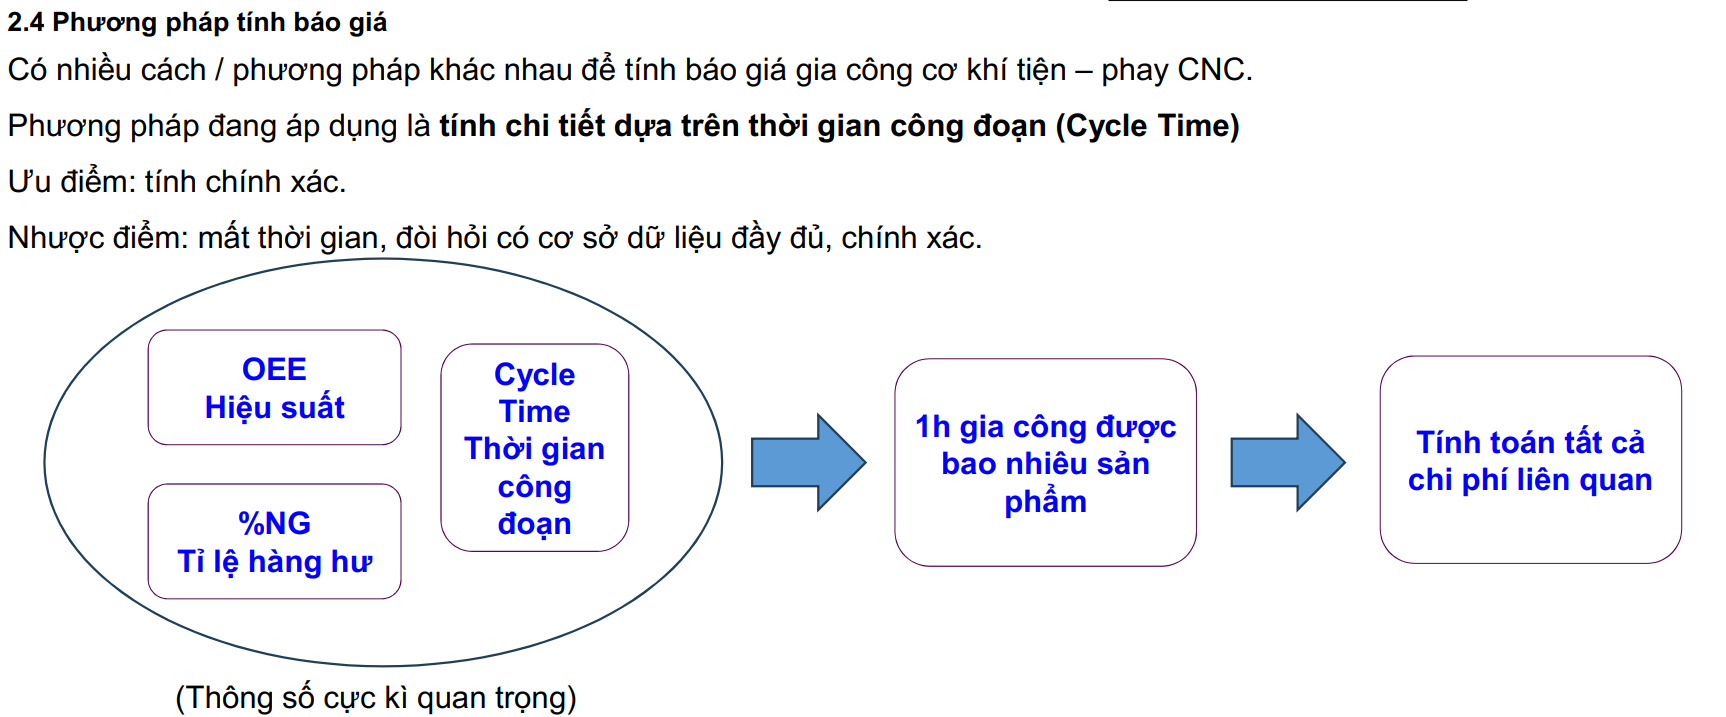 2.4 Phương pháp tính báo giá
Có nhiều cách / phương pháp khác nhau để tính báo giá gia công cơ khí tiện – phay CNC.
Phương pháp đang áp dụng là tính chi tiết dựa trên thời gian công đoạn (Cycle Time)
Ưu điểm: tính chính xác.
Nhược điểm: mất thời gian, đòi hỏi có cơ sở dữ liệu đầy đủ, chính xác.
OEE
Hiệu suất
%NG
Tỉ lệ hàng hư
Cycle
Time
Thời gian
công
đoạn
1h gia công được
bao nhiêu sản
phẩm
Tính toán tất cả
chi phí liên quan
(Thông số cực kì quan trọng)